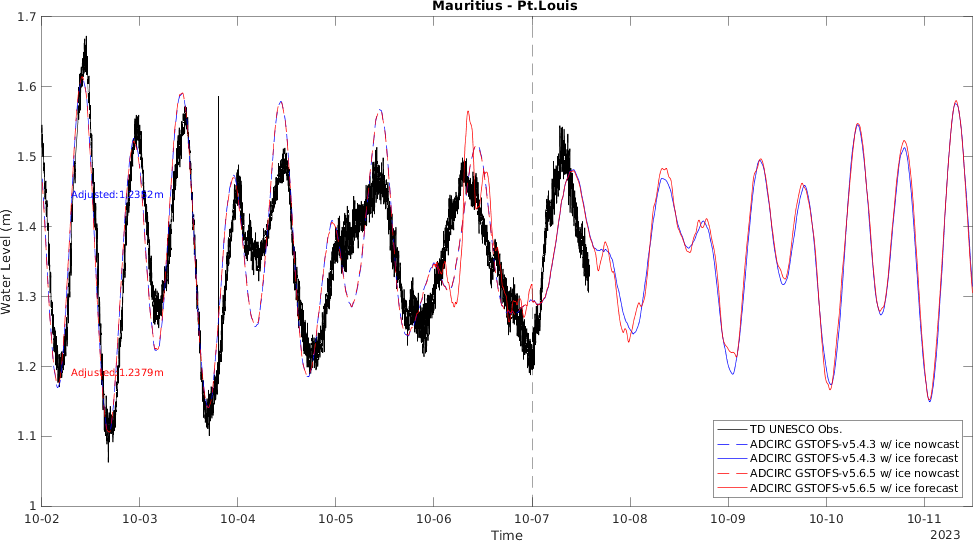 Mauritius - Pt.Louis
1.7
1.6
1.5
1.4
1.3
1.2
1.1
1
Water Level (m)
Adjusted:1.2382m
Adjusted:1.2379m
TD UNESCO Obs.
ADCIRC GSTOFS-v5.4.3 w/ ice nowcast
ADCIRC GSTOFS-v5.4.3 w/ ice forecast
ADCIRC GSTOFS-v5.6.5 w/ ice nowcast
ADCIRC GSTOFS-v5.6.5 w/ ice forecast
10-02 10-03 10-04 10-05 10-06 10-07 10-08 10-09 10-10 10-11
Time
2023